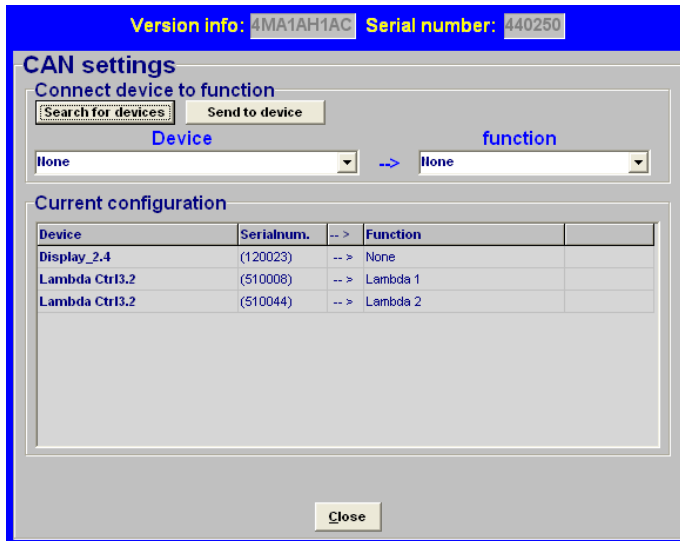 Version info: 4MA1AH1AC Serial number: 440250
CAN settings
Connect device to function
Search for devices Send to device
Device function
None --> None
Current configuration
Device Serialnum. -- > Function
Display_2.4 (120023) -- > None
Lambda Ctrl3.2 (510008) -- > Lambda 1
Lambda Ctrl3.2 (510044) -- > Lambda 2
Close